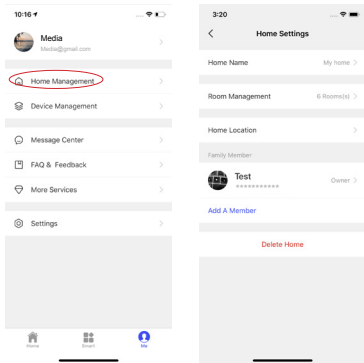 10:16
Media
Media@gmail.com
Home Management
Device Management
Message Center
FAQ & Feedback
More Services
Settings
Home
Smart
Me
3:20
Home Settings
Home Name
My home
Room Management
6 Rooms(s)
Home Location
Family Member
Test
***********
Owner
Add A Member
Delete Home